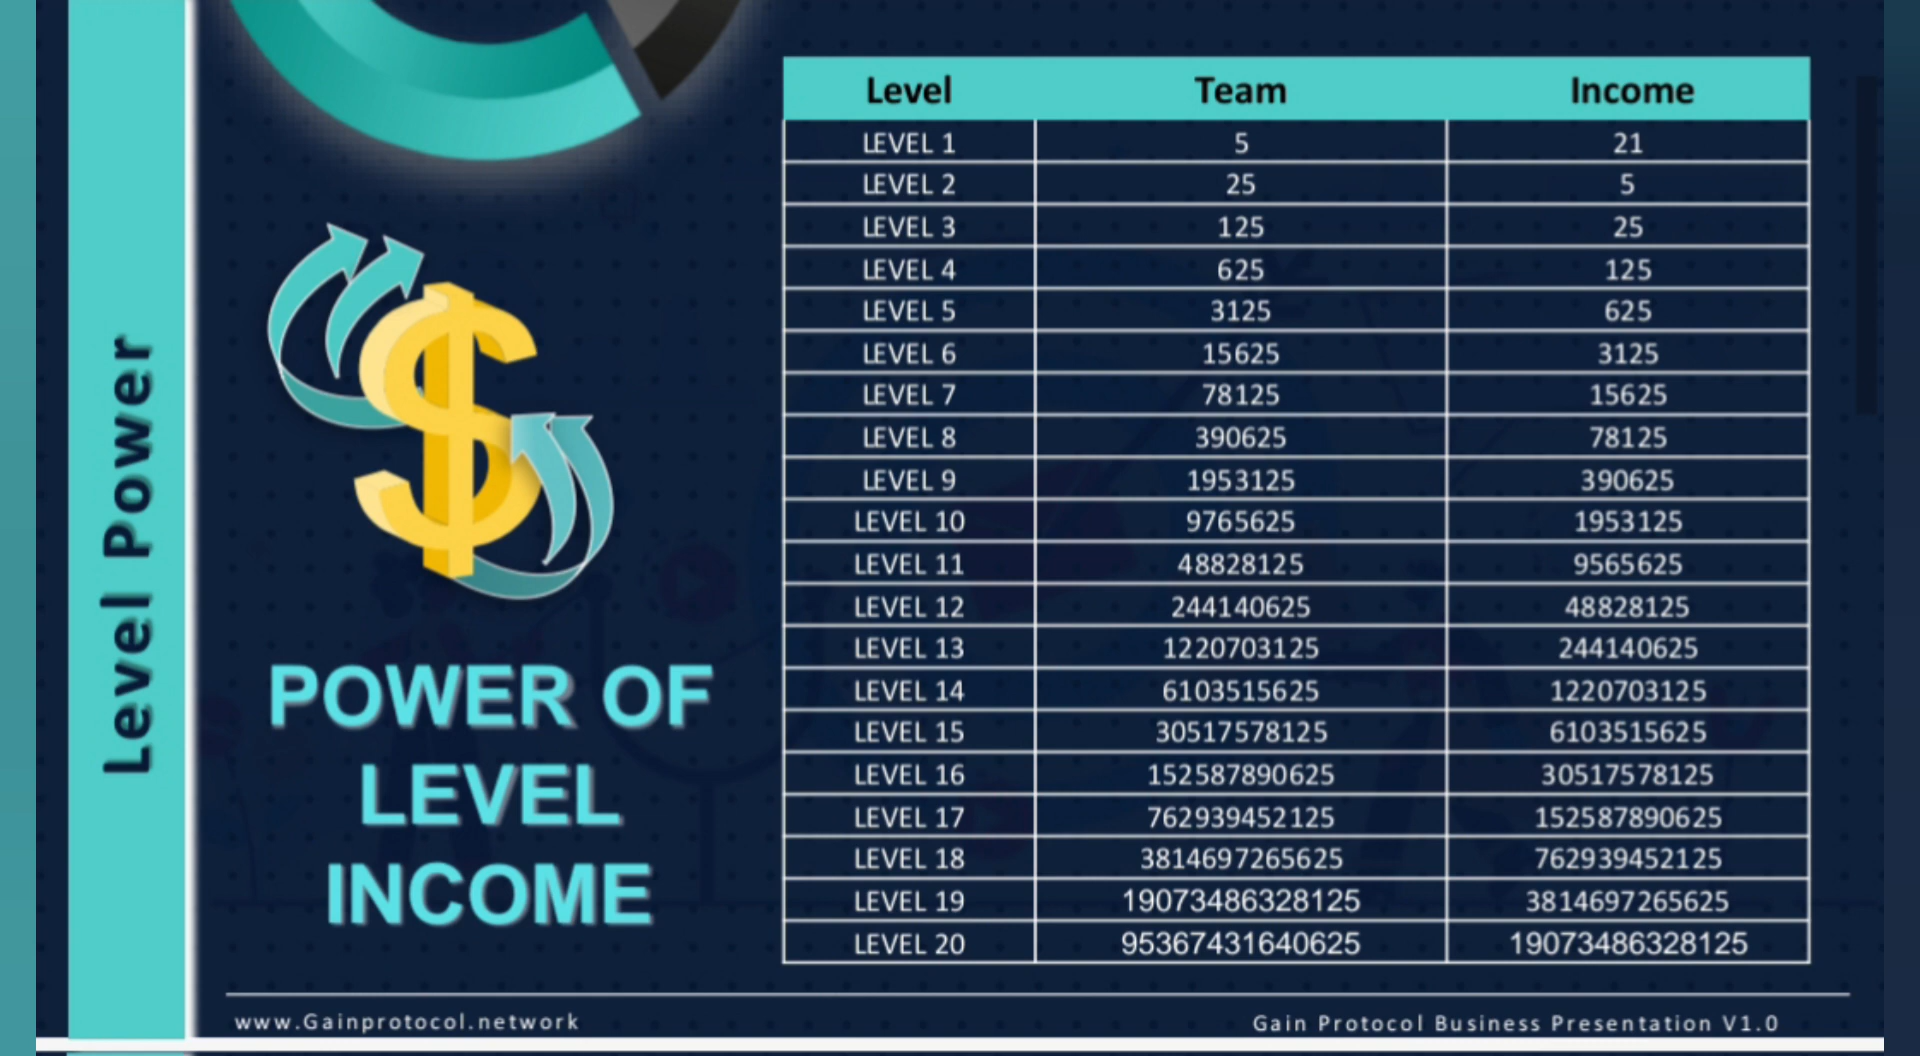 Level Power
POWER OF
LEVEL
INCOME
Level Team Income
LEVEL 1 5 21
LEVEL 2 25 5
LEVEL 3 125 25
LEVEL 4 625 125
LEVEL 5 3125 625
LEVEL 6 15625 3125
LEVEL 7 78125 15625
LEVEL 8 390625 78125
LEVEL 9 1953125 390625
LEVEL 10 9765625 1953125
LEVEL 11 48828125 9565625
LEVEL 12 244140625 48828125
LEVEL 13 1220703125 244140625
LEVEL 14 6103515625 1220703125
LEVEL 15 30517578125 6103515625
LEVEL 16 152587890625 30517578125
LEVEL 17 762939452125 152587890625
LEVEL 18 3814697265625 762939452125
LEVEL 19 19073486328125 3814697265625
LEVEL 20 95367431640625 19073486328125
www.Gainprotocol.network
Gain Protocol Business Presentation V1.0